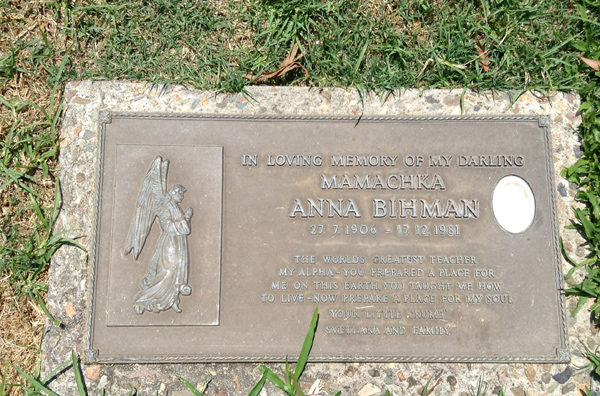 IN LOVING MEMORY OF MY DARLING
MAMACHKA
ANNA BIHMAN
27. 7. 1906 - 17. 12. 1981
THE WORLDS GREATEST TEACHER
MY ALPHA - YOU PREPARED A PLACE FOR
ME ON THIS EARTH. YOU TAUGHT ME HOW
TO LIVE - NOW PREPARE A PLACE FOR MY SOUL
YOUR LITTLE
SVETLANA AND FAMILY